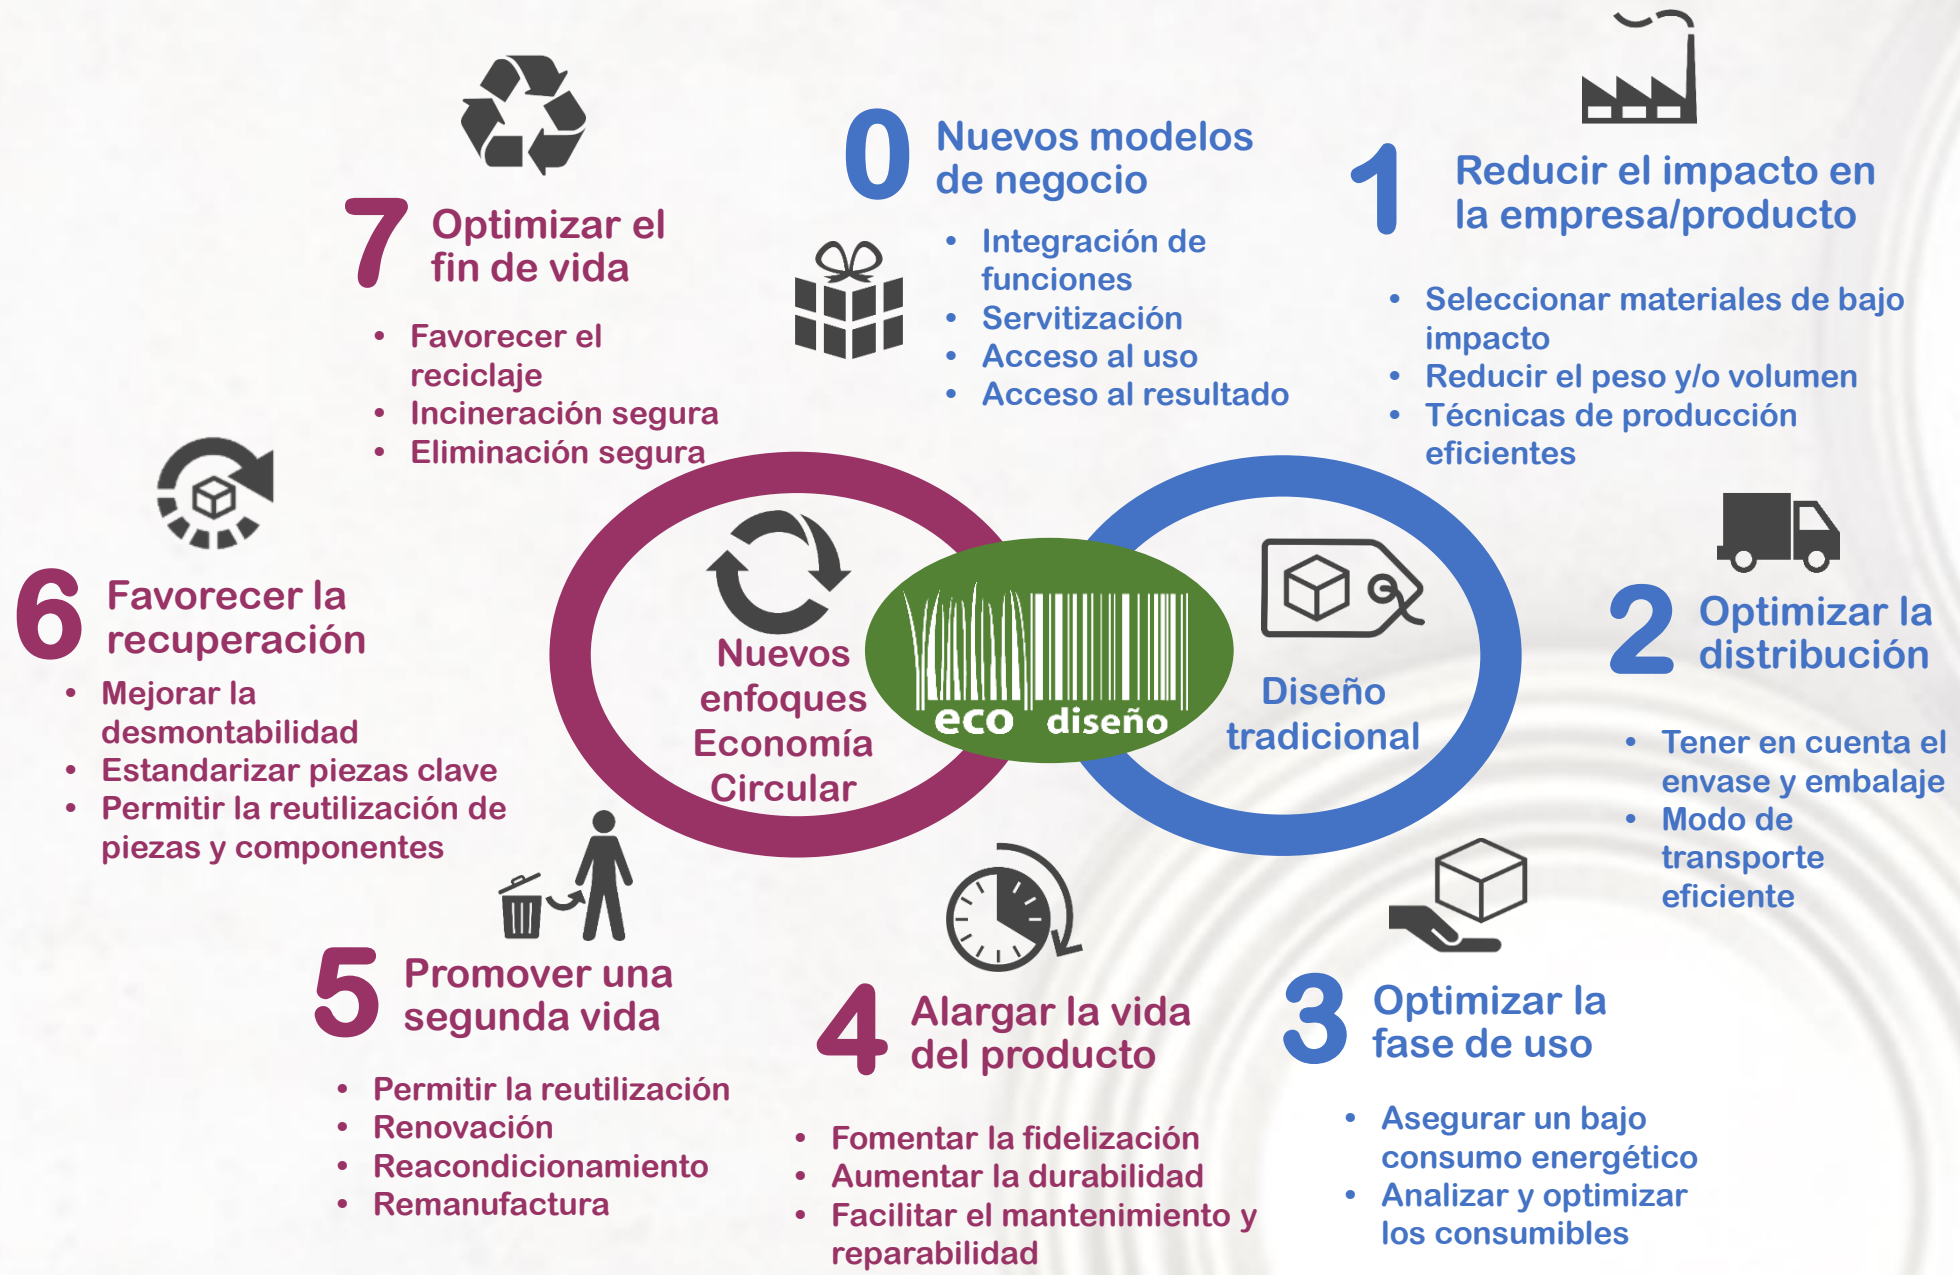 0
Nuevos modelos
de negocio
• Integración de
funciones
• Servitización
• Acceso al uso
• Acceso al resultado
1
Reducir el impacto en
la empresa/producto
• Seleccionar materiales de bajo
impacto
• Reducir el peso y/o volumen
• Técnicas de producción
eficientes
2
Optimizar la
distribución
• Tener en cuenta el
envase y embalaje
• Modo de
transporte
eficiente
3
Optimizar la
fase de uso
• Asegurar un bajo
consumo energético
• Analizar y optimizar
los consumibles
4
Alargar la vida
del producto
• Fomentar la fidelización
• Aumentar la durabilidad
• Facilitar el mantenimiento y
reparabilidad
5
Promover una
segunda vida
• Permitir la reutilización
• Renovación
• Reacondicionamiento
• Remanufactura
6
Favorecer la
recuperación
• Mejorar la
desmontabilidad
• Estandarizar piezas clave
• Permitir la reutilización de
piezas y componentes
7
Optimizar el
fin de vida
• Favorecer el
reciclaje
• Incineración segura
• Eliminación segura
Nuevos
enfoques
Economía
Circular
eco diseño
Diseño
tradicional